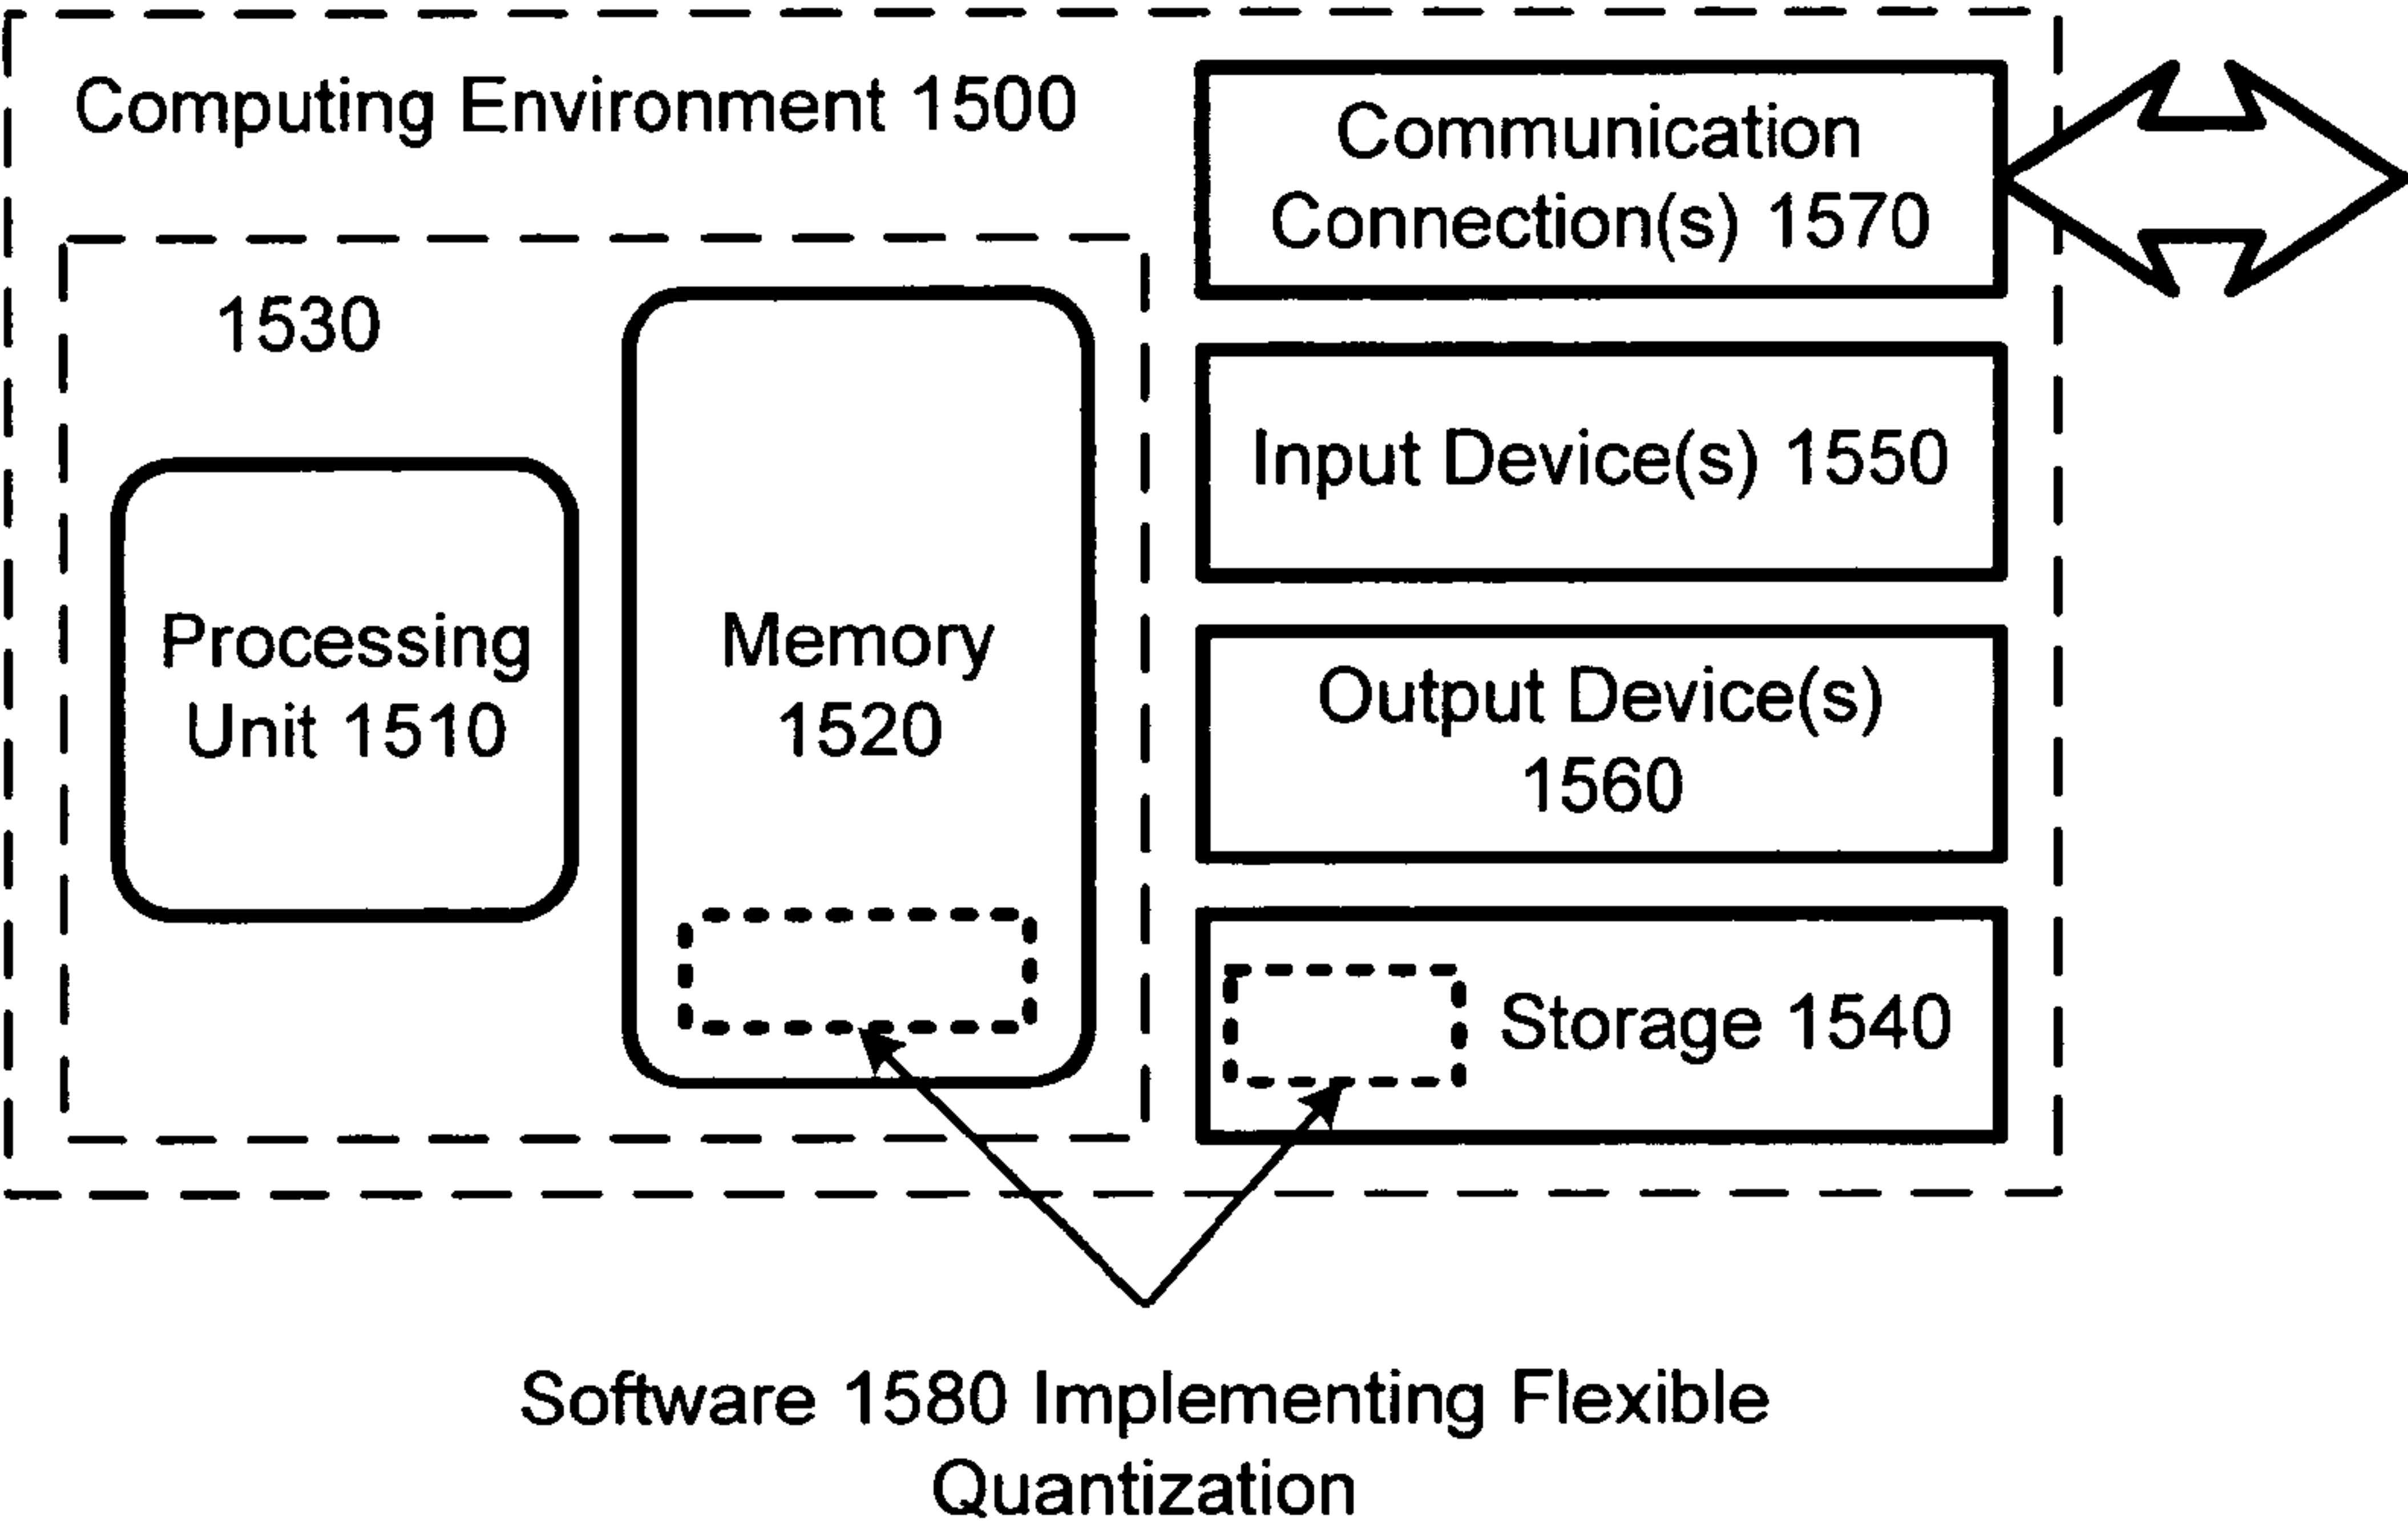 Computing Environment 1500
Communication
Connection(s) 1570
1530
Input Device(s) 1550
Processing
Unit 1510
Memory
1520
Output Device(s)
1560
Storage 1540
Software 1580 Implementing Flexible
Quantization